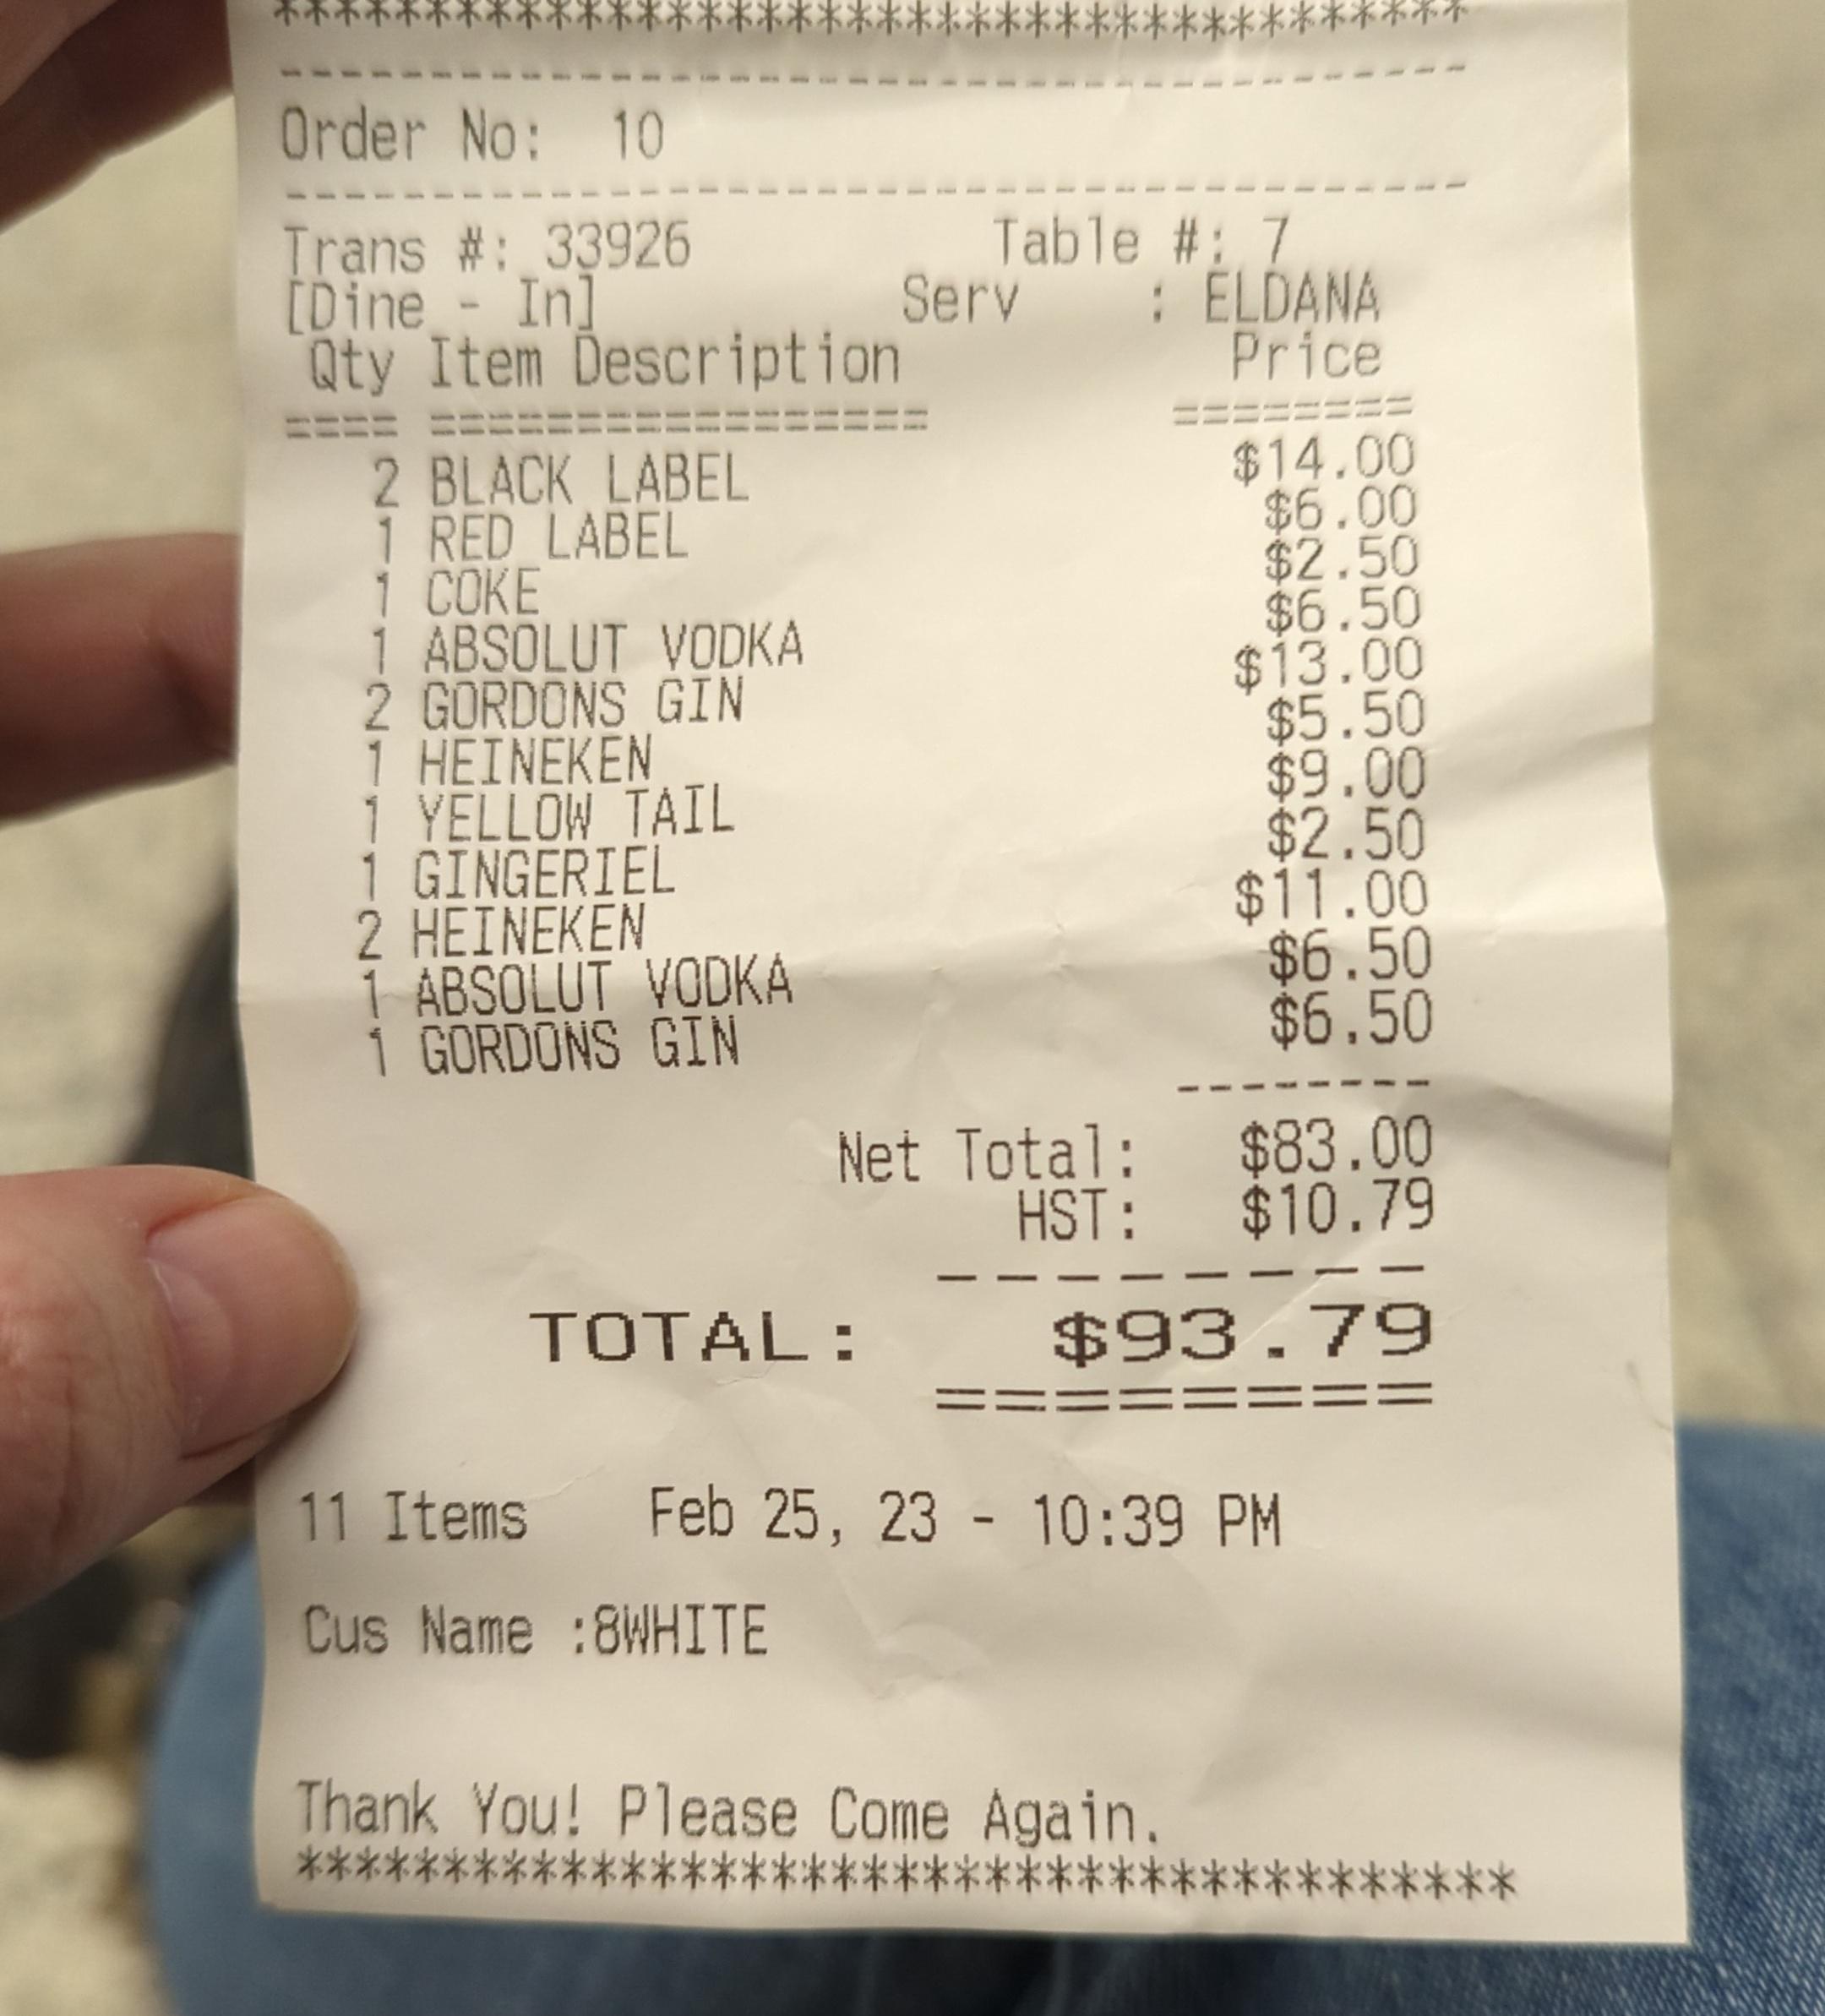 ******************************************
----------------------------------------
Order No: 10
----------------------------------------
Trans #: 33926 Table #: 7
[Dine - In] Serv : ELDANA
Qty Item Description Price
==== ================= ========
2 BLACK LABEL $14.00
1 RED LABEL $6.00
1 COKE $2.50
1 ABSOLUT VODKA $6.50
2 GORDONS GIN $13.00
1 HEINEKEN $5.50
1 YELLOW TAIL $9.00
1 GINGERIEL $2.50
2 HEINEKEN $11.00
1 ABSOLUT VODKA $6.50
1 GORDONS GIN $6.50
--------
Net Total: $83.00
HST: $10.79
---------
TOTAL: $93.79
=========
11 Items Feb 25, 23 - 10:39 PM
Cus Name :8WHITE
Thank You! Please Come Again.
******************************************